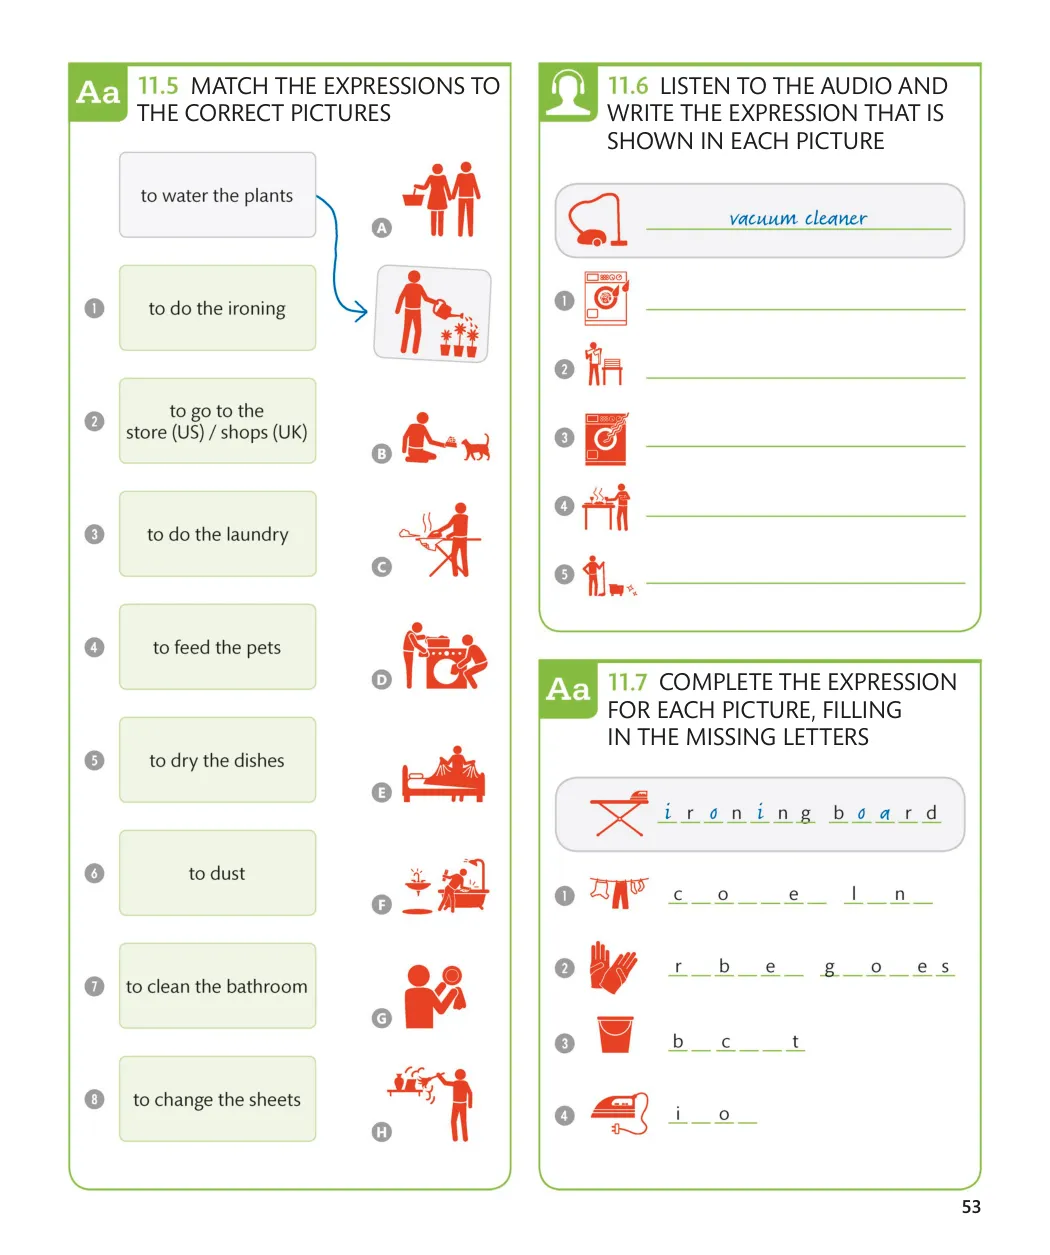 Aa 11.5 MATCH THE EXPRESSIONS TO
THE CORRECT PICTURES
to water the plants
A
1 to do the ironing
2 to go to the
store (US) / shops (UK)
B
3 to do the laundry
C
4 to feed the pets
D
5 to dry the dishes
E
6 to dust
F
7 to clean the bathroom
G
8 to change the sheets
H
11.6 LISTEN TO THE AUDIO AND
WRITE THE EXPRESSION THAT IS
SHOWN IN EACH PICTURE
vacuum cleaner
1
2
3
4
5
Aa 11.7 COMPLETE THE EXPRESSION
FOR EACH PICTURE, FILLING
IN THE MISSING LETTERS
i r o n i n g b o a r d
1 c _ o _ _ e _ l _ n _
2 r _ b _ e _ g _ o _ e s
3 b _ c _ _ t
4 i _ o _
53